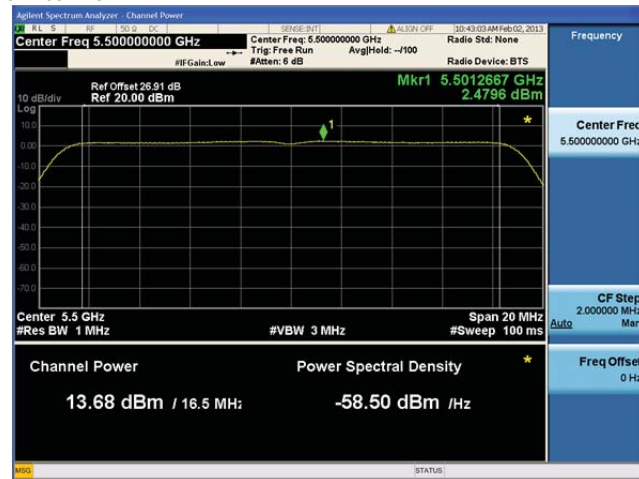 Agilent Spectrum Analyzer - Channel Power
RL S RF 50 Ω DC SENSE:INT ALIGN OFF 10:43:03 AM Feb 02, 2013
Center Freq 5.500000000 GHz
Center Freq: 5.500000000 GHz
Radio Std: None
Trig: Free Run Avg|Hold: --/100
#IFGain:Low
#Atten: 6 dB
Radio Device: BTS
Frequency
Ref Offset 26.91 dB
Mkr1 5.5012667 GHz
10 dB/div Ref 20.00 dBm
2.4796 dBm
Log
10.0
0.00
-10.0
-20.0
-30.0
-40.0
-50.0
-60.0
-70.0
1
*
Center Freq
5.500000000 GHz
Center 5.5 GHz
Span 20 MHz
#Res BW 1 MHz
#VBW 3 MHz
#Sweep 100 ms
CF Step
2.000000 MHz
Auto Man
Channel Power
Power Spectral Density
*
13.68 dBm / 16.5 MHz
-58.50 dBm /Hz
Freq Offset
0 Hz
MSG
STATUS